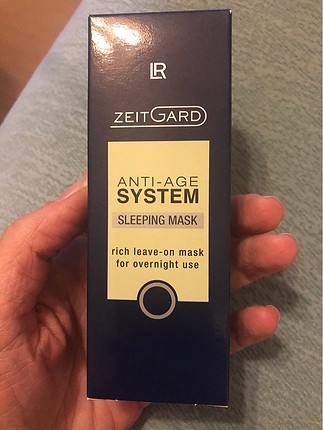 LR
ZEITGARD
ANTI-AGE
SYSTEM
SLEEPING MASK
rich leave-on mask
for overnight use